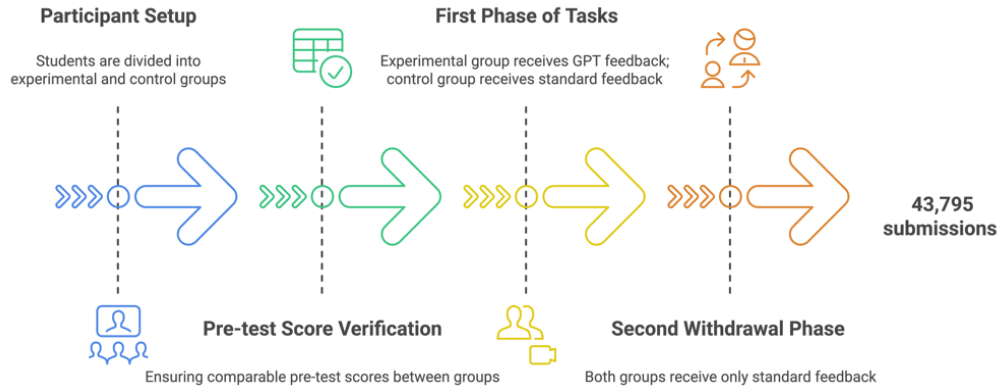 Participant Setup
Students are divided into
experimental and control groups
First Phase of Tasks
Experimental group receives GPT feedback;
control group receives standard feedback
43,795
submissions
Pre-test Score Verification
Ensuring comparable pre-test scores between groups
Second Withdrawal Phase
Both groups receive only standard feedback